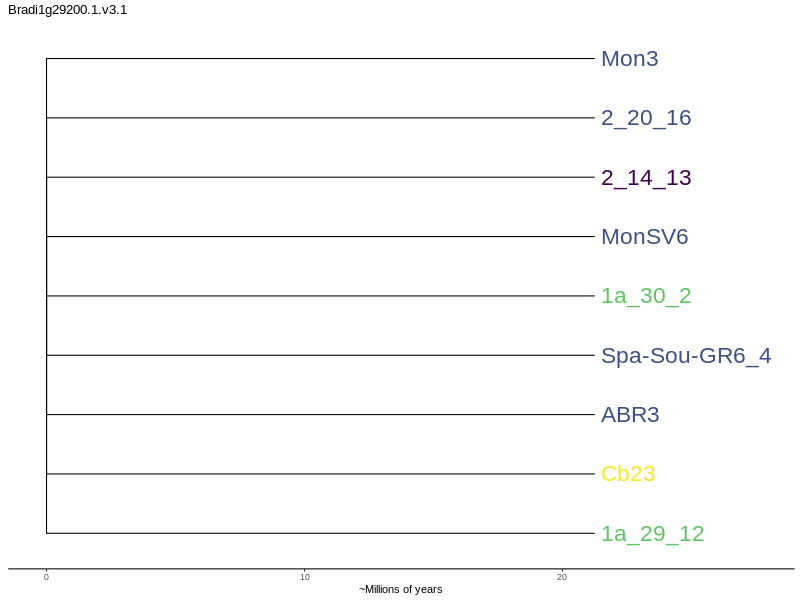 Bradi1g29200.1.v3.1
Mon3
2_20_16
2_14_13
MonSV6
1a_30_2
Spa-Sou-GR6_4
ABR3
Cb23
1a_29_12
0 10 20
~Millions of years